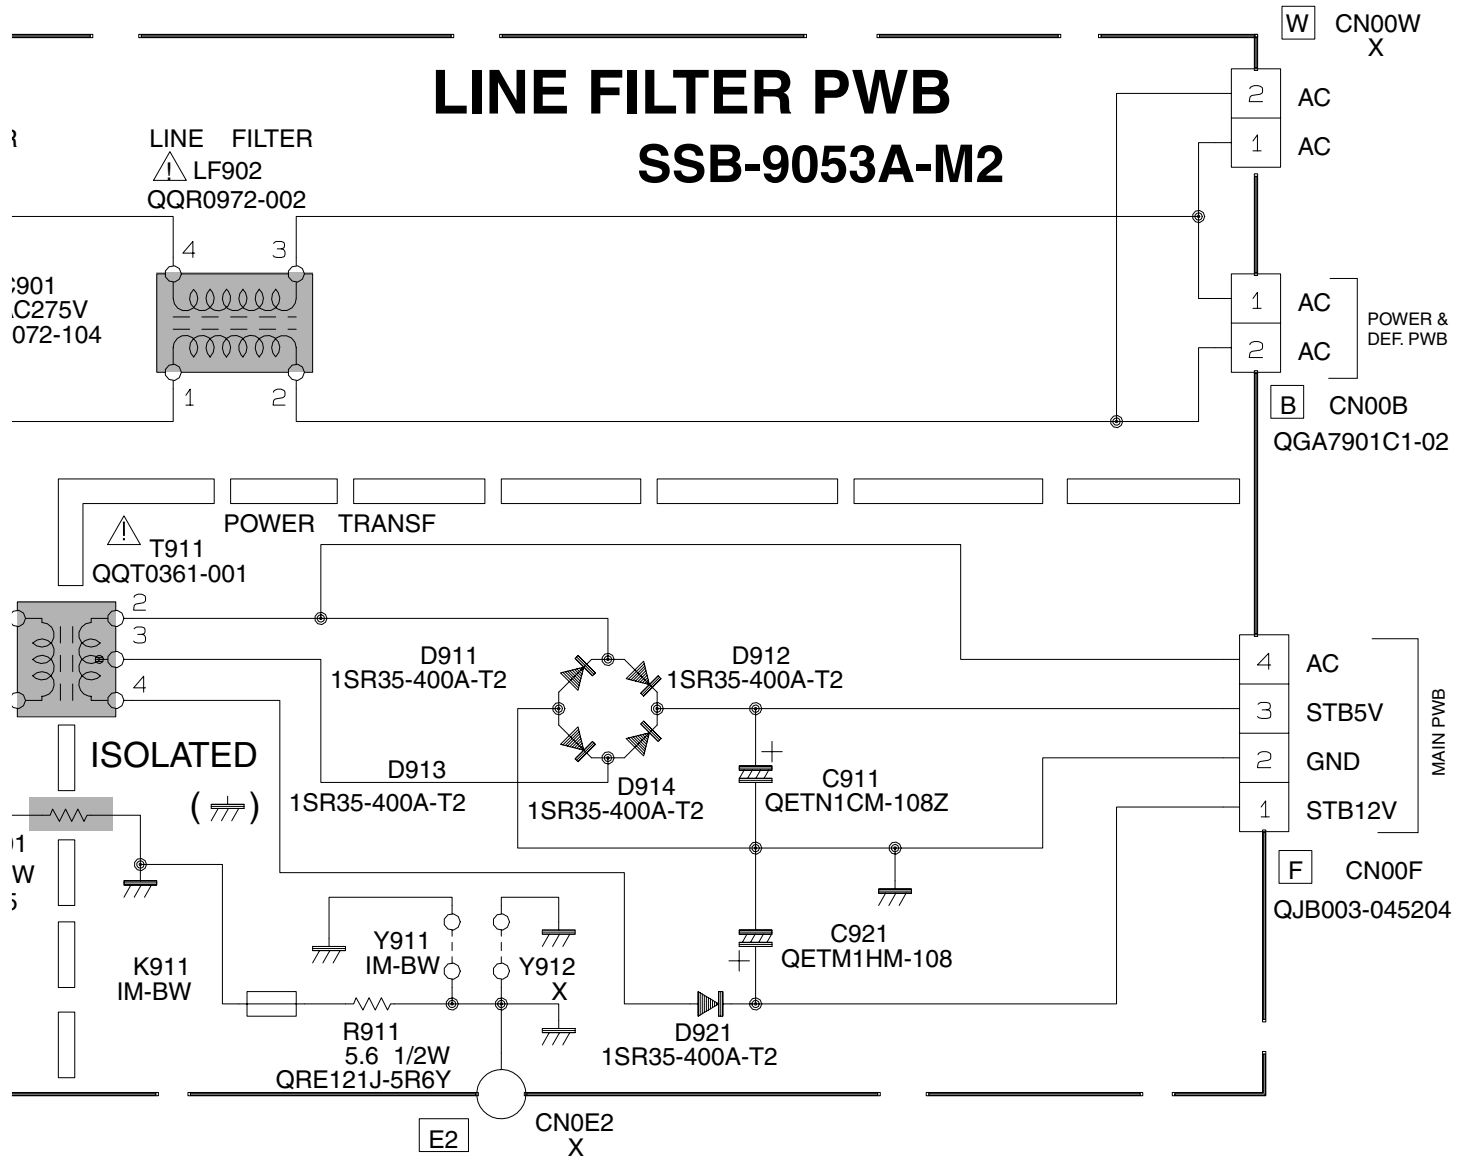 W CN00W
X
LINE FILTER PWB
SSB-9053A-M2
2 AC
1 AC
LINE FILTER
LF902
QQR0972-002
4 3
1 2
072-104
1 AC
2 AC
POWER &
DEF. PWB
B CN00B
QGA7901C1-02
POWER TRANSF
T911
QQT0361-001
2
3
4
ISOLATED
( )
D911
1SR35-400A-T2
D912
1SR35-400A-T2
D913
1SR35-400A-T2
D914
1SR35-400A-T2
C911
QETN1CM-108Z
4 AC
3 STB5V
2 GND
1 STB12V
MAIN PWB
F CN00F
QJB003-045204
W
K911
IM-BW
Y911
IM-BW
Y912
X
C921
QETM1HM-108
R911
5.6 1/2W
QRE121J-5R6Y
D921
1SR35-400A-T2
E2
CN0E2
X